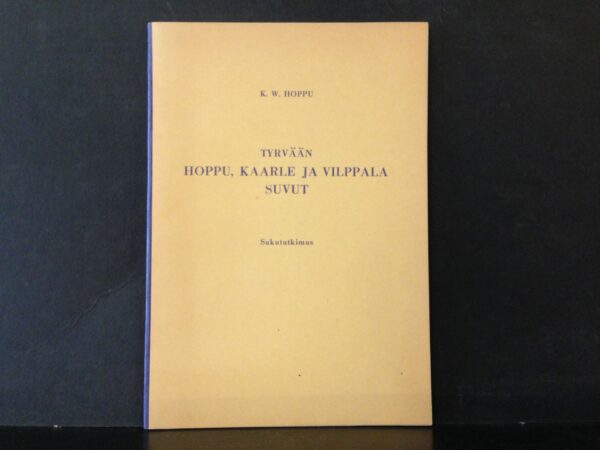 K. W. HOPPU
TYRVÄÄN
HOPPU, KAARLE JA VILPPALA
SUVUT
Sukututkimus